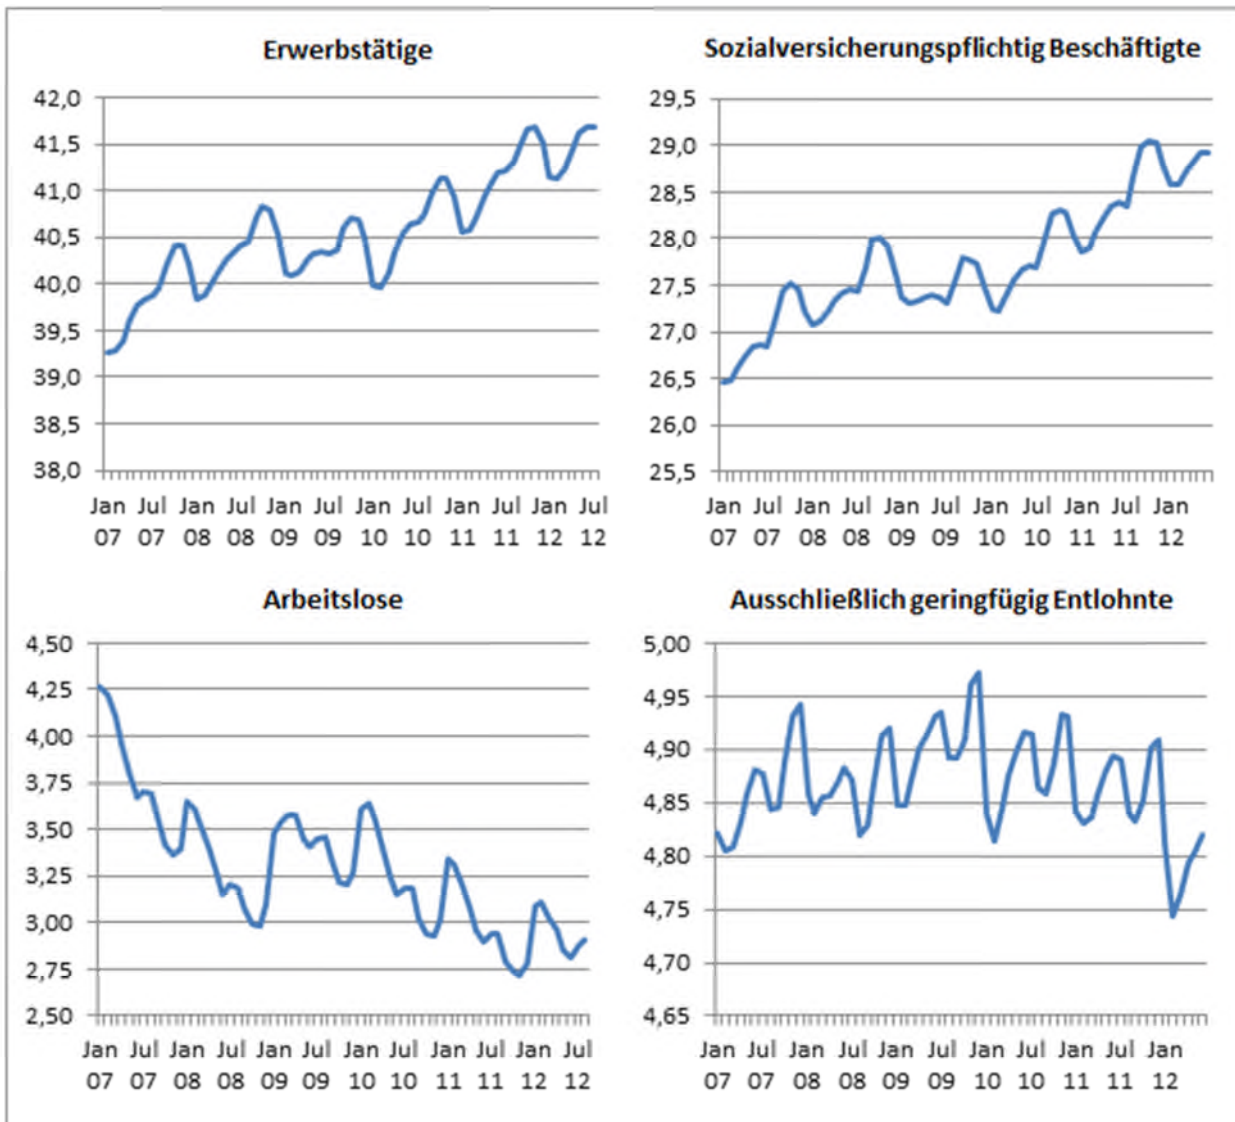 Erwerbstätige
42,0
41,5
41,0
40,5
40,0
39,5
39,0
38,5
38,0
Jan Jul Jan Jul Jan Jul Jan Jul Jan Jul Jan Jul
07 07 08 08 09 09 10 10 11 11 12 12
Sozialversicherungspflichtig Beschäftigte
29,5
29,0
28,5
28,0
27,5
27,0
26,5
26,0
25,5
Jan Jul Jan Jul Jan Jul Jan Jul Jan Jul Jan
07 07 08 08 09 09 10 10 11 11 12
Arbeitslose
4,50
4,25
4,00
3,75
3,50
3,25
3,00
2,75
2,50
Jan Jul Jan Jul Jan Jul Jan Jul Jan Jul Jan Jul
07 07 08 08 09 09 10 10 11 11 12 12
Ausschließlich geringfügig Entlohnte
5,00
4,95
4,90
4,85
4,80
4,75
4,70
4,65
Jan Jul Jan Jul Jan Jul Jan Jul Jan Jul Jan
07 07 08 08 09 09 10 10 11 11 12